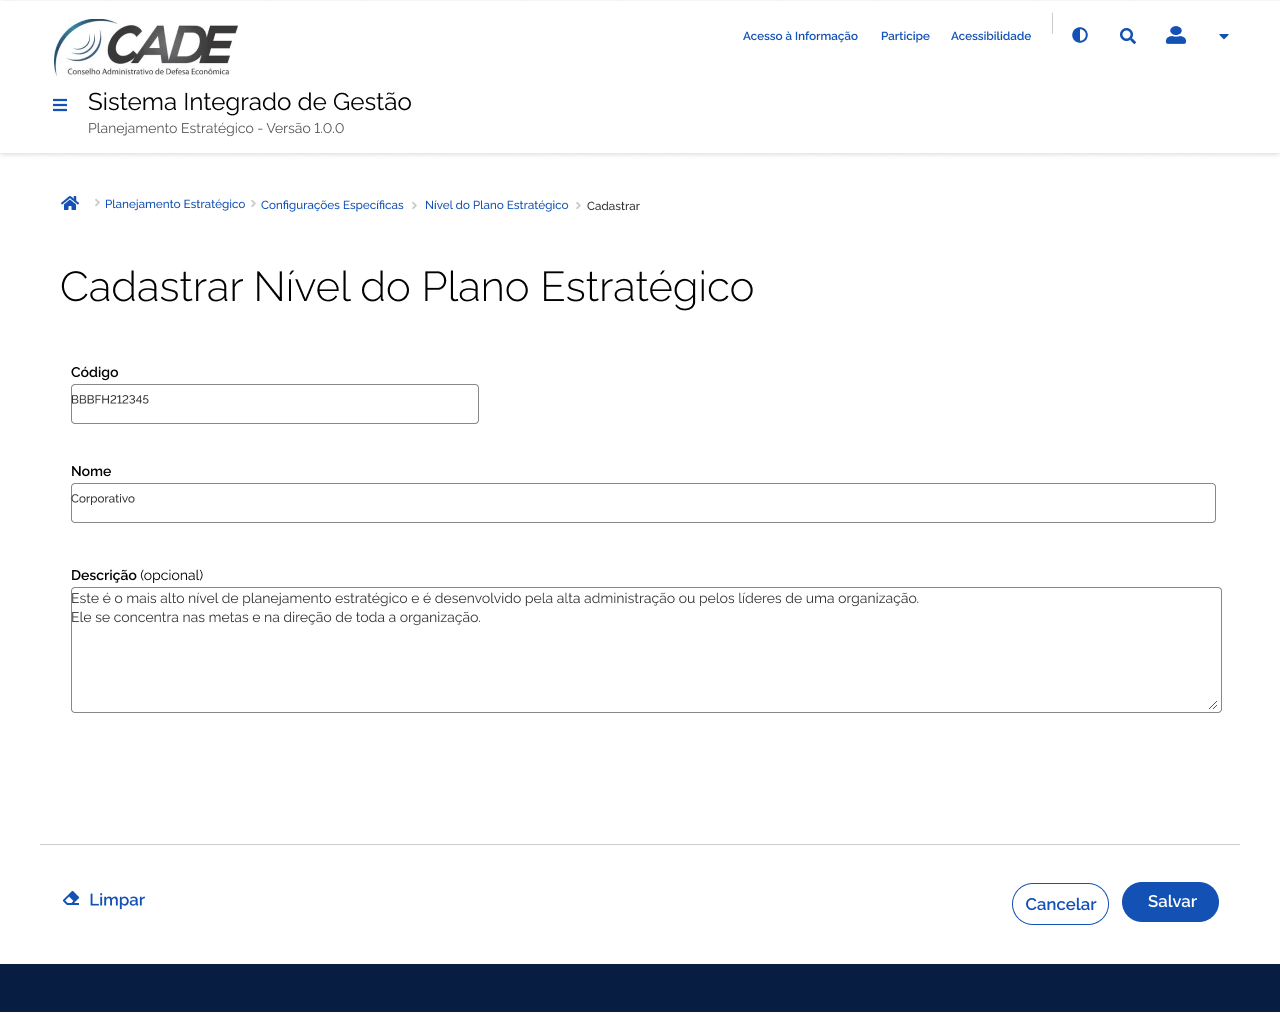 CADE
Conselho Administrativo de Defesa Econômica
Acesso à Informação Participe Acessibilidade
Sistema Integrado de Gestão
Planejamento Estratégico - Versão 1.0.0
Planejamento Estratégico Configurações Específicas Nível do Plano Estratégico Cadastrar
Cadastrar Nível do Plano Estratégico
Código
BBBFH212345
Nome
Corporativo
Descrição (opcional)
Este é o mais alto nível de planejamento estratégico e é desenvolvido pela alta administração ou pelos líderes de uma organização.
Ele se concentra nas metas e na direção de toda a organização.
Limpar Cancelar Salvar